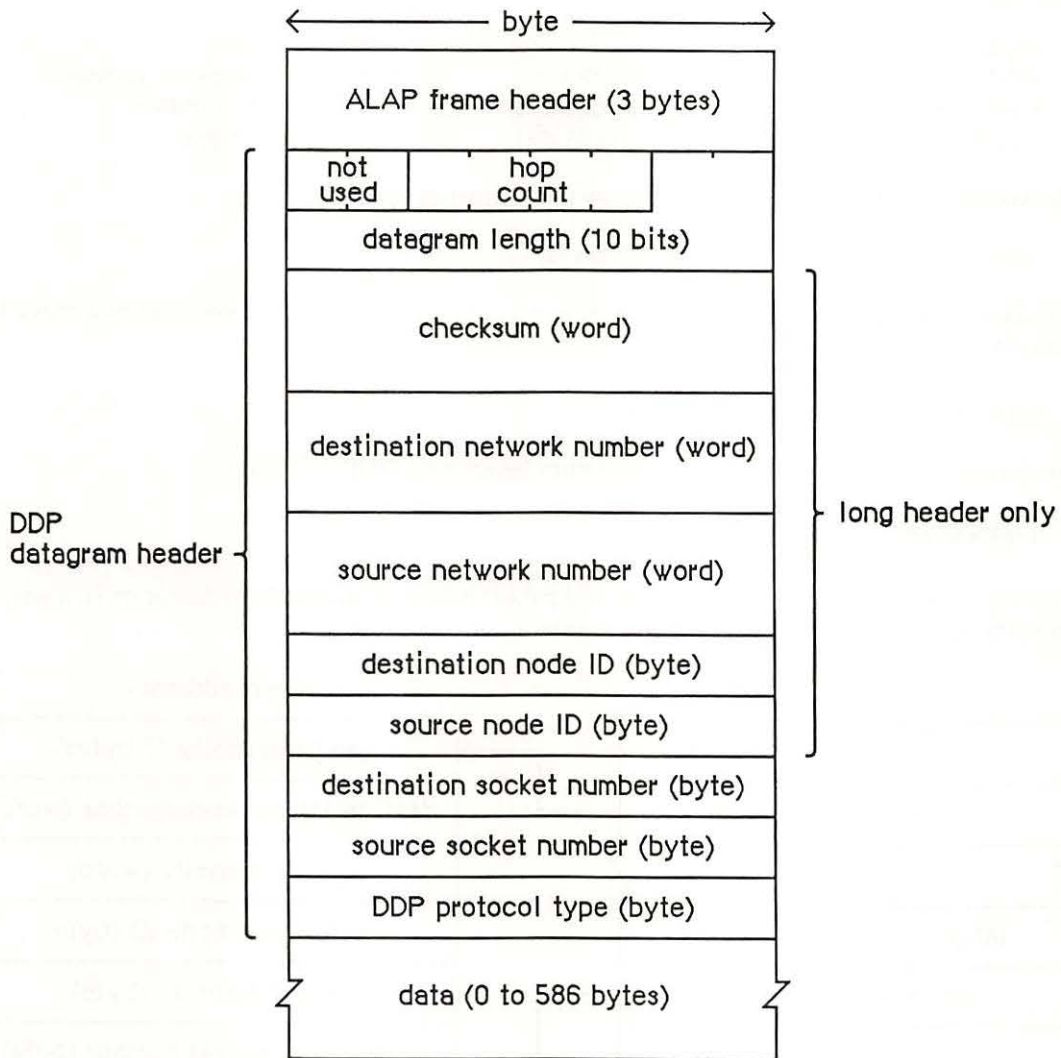 byte
ALAP frame header (3 bytes)
not
used
hop
count
datagram length (10 bits)
checksum (word)
destination network number (word)
source network number (word)
destination node ID (byte)
source node ID (byte)
destination socket number (byte)
source socket number (byte)
DDP protocol type (byte)
data (0 to 586 bytes)
DDP
datagram header
long header only